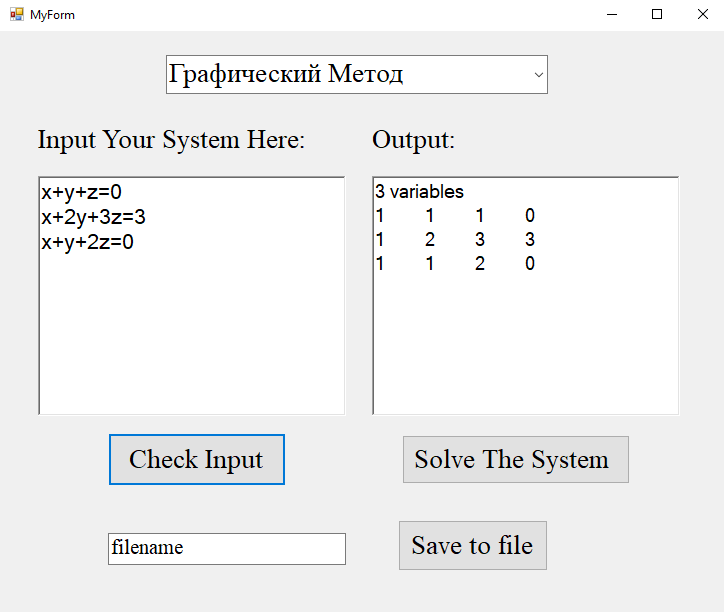 MyForm
Графический Метод
Input Your System Here:
Output:
x+y+z=0
x+2y+3z=3
x+y+2z=0
3 variables
1 1 1 0
1 2 3 3
1 1 2 0
Check Input
Solve The System
filename
Save to file